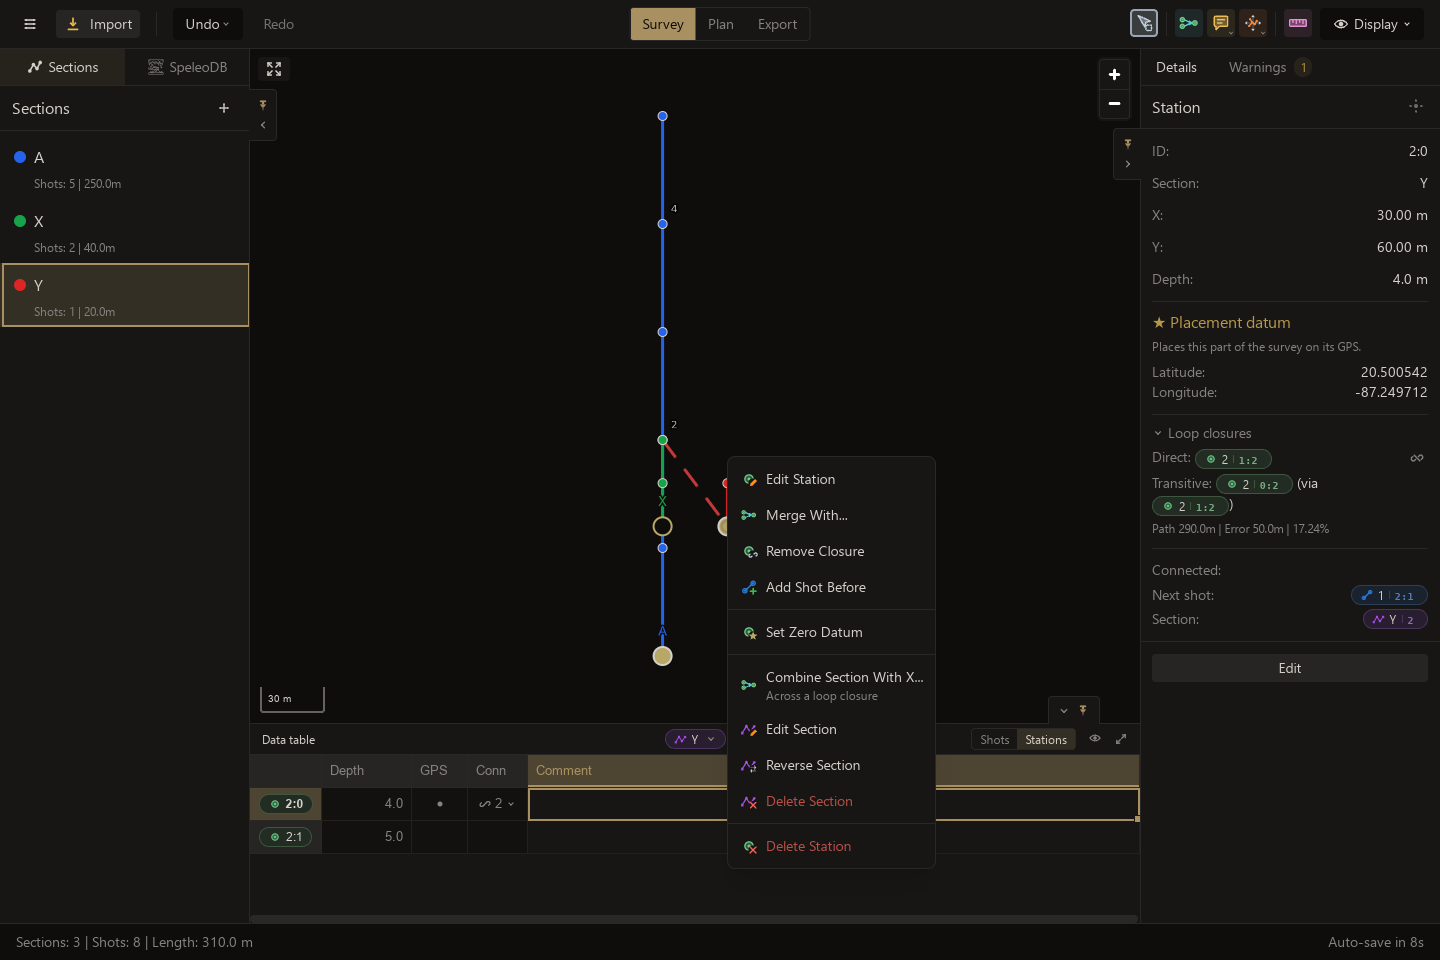 Import
Undo
Redo
Survey
Plan
Export
Display
Sections
SpeleoDB
Sections
A
Shots: 5 | 250.0m
X
Shots: 2 | 40.0m
Y
Shots: 1 | 20.0m
4
2
X
A
30 m
Edit Station
Merge With...
Remove Closure
Add Shot Before
Set Zero Datum
Combine Section With X...
Across a loop closure
Edit Section
Reverse Section
Delete Section
Delete Station
Data table
Y
Shots
Stations
Depth GPS Conn Comment
2:0 4.0 2
2:1 5.0
Details
Warnings 1
Station
ID: 2:0
Section: Y
X: 30.00 m
Y: 60.00 m
Depth: 4.0 m
★ Placement datum
Places this part of the survey on its GPS.
Latitude: 20.500542
Longitude: -87.249712
Loop closures
Direct: 2 | 1:2
Transitive: 2 | 0:2 (via
2 | 1:2 )
Path 290.0m | Error 50.0m | 17.24%
Connected:
Next shot: 1 | 2:1
Section: Y | 2
Edit
Sections: 3 | Shots: 8 | Length: 310.0 m
Auto-save in 8s